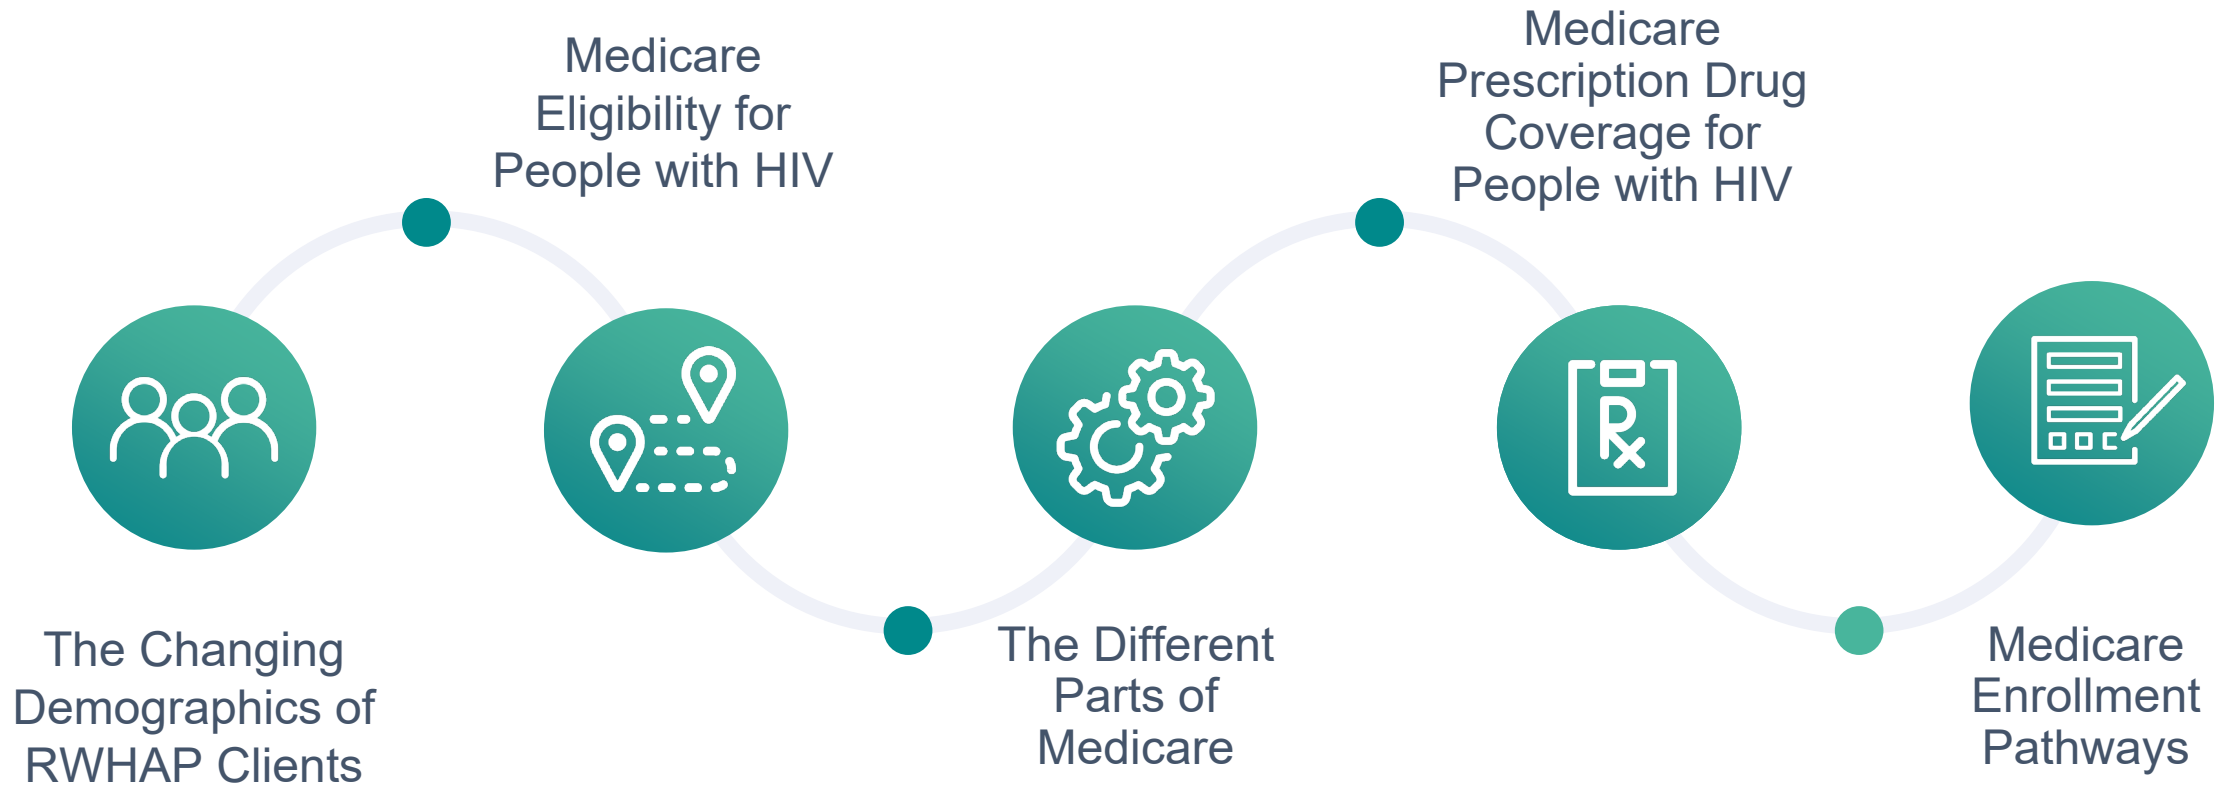 The Changing
Demographics of
RWHAP Clients
Medicare
Eligibility for
People with HIV
The Different
Parts of
Medicare
Medicare
Prescription Drug
Coverage for
People with HIV
Rx
Medicare
Enrollment
Pathways